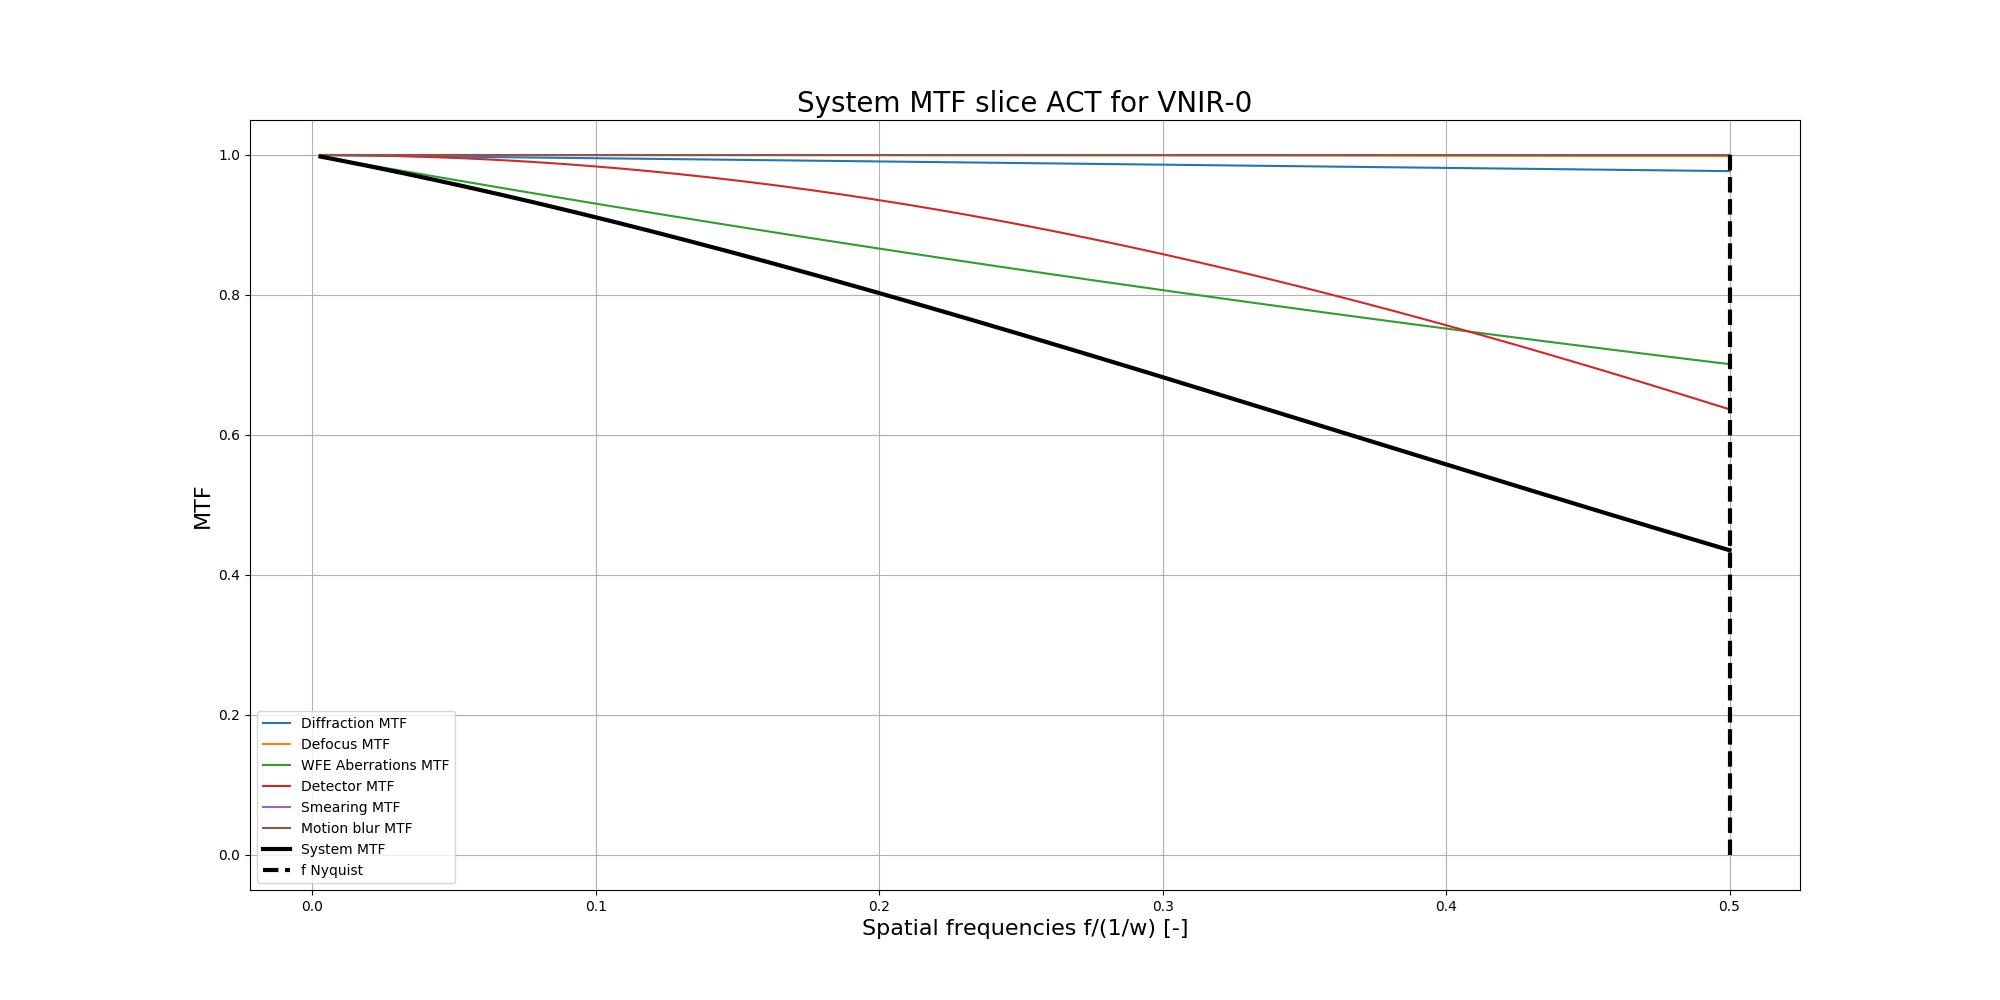 System MTF slice ACT for VNIR-0
1.0
0.8
0.6
0.4
0.2
0.0
MTF
Diffraction MTF
Defocus MTF
WFE Aberrations MTF
Detector MTF
Smearing MTF
Motion blur MTF
System MTF
f Nyquist
0.0 0.1 0.2 0.3 0.4 0.5
Spatial frequencies f/(1/w) [-]